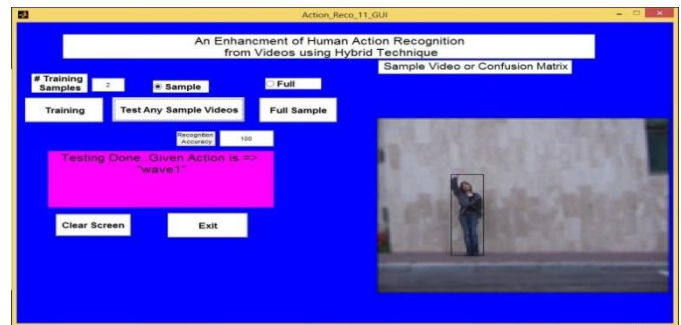 Action_Reco_11_GUI
An Enhancment of Human Action Recognition
from Videos using Hybrid Technique
Sample Video or Confusion Matrix
# Training
Samples
2
Sample
Full
Training
Test Any Sample Videos
Full Sample
Recognition
Accuracy
100
Testing Done. Given Action is =>
"wave1"
Clear Screen
Exit